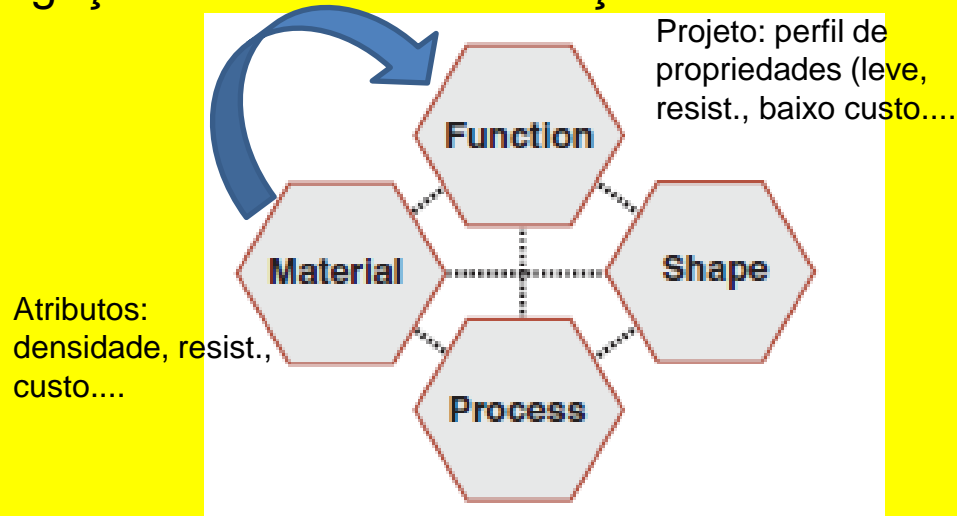 Projeto: perfil de
propriedades (leve,
resist., baixo custo....
Function
Material
Shape
Atributos:
densidade, resist.,
custo....
Process